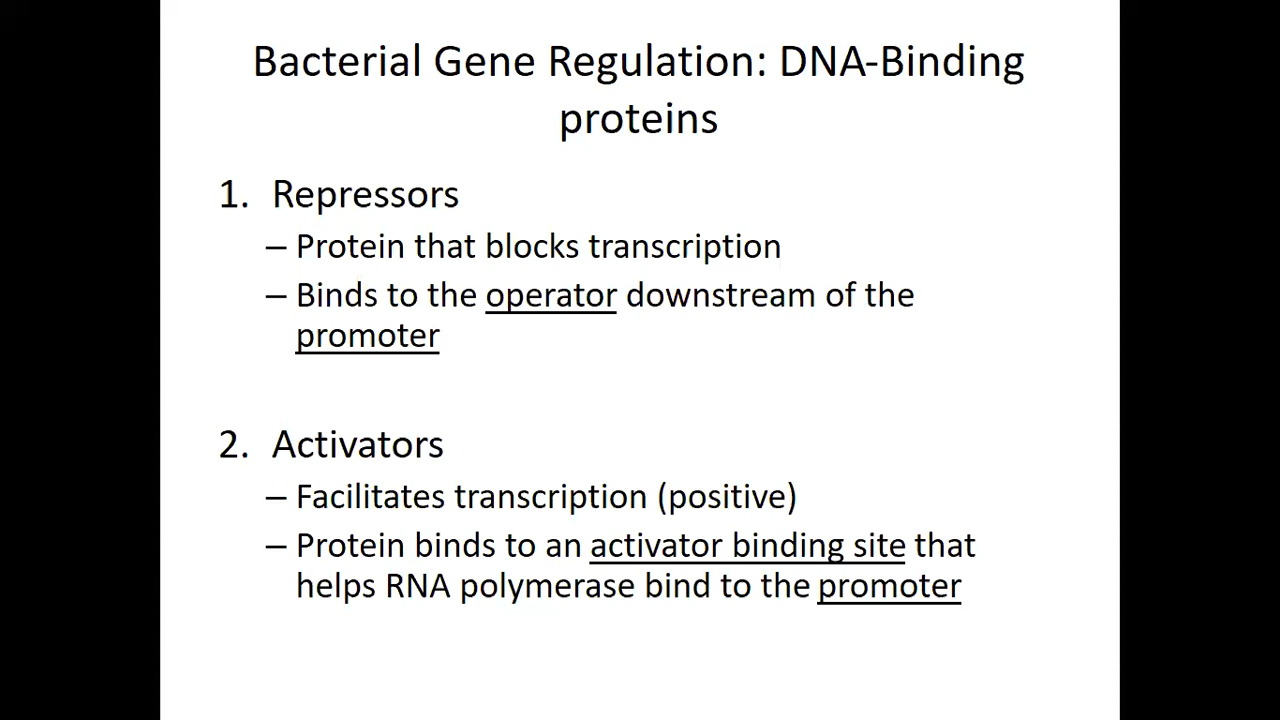 Bacterial Gene Regulation: DNA-Binding
proteins
1. Repressors
– Protein that blocks transcription
– Binds to the operator downstream of the
promoter
2. Activators
– Facilitates transcription (positive)
– Protein binds to an activator binding site that
helps RNA polymerase bind to the promoter